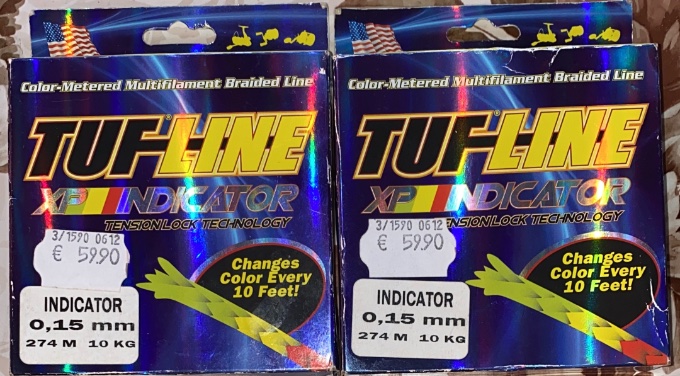 Color-Metered Multifilament Braided Line
TUF-LINE®
XP INDICATOR
TENSION LOCK TECHNOLOGY
3/1590 0612
€ 59.90
Changes
Color Every
10 Feet!
INDICATOR
0,15 mm
274 M 10 KG
Color-Metered Multifilament Braided Line
TUF-LINE®
XP INDICATOR
TENSION LOCK TECHNOLOGY
3/1590 0612
€ 59.90
Changes
Color Every
10 Feet!
INDICATOR
0,15 mm
274 M 10 KG